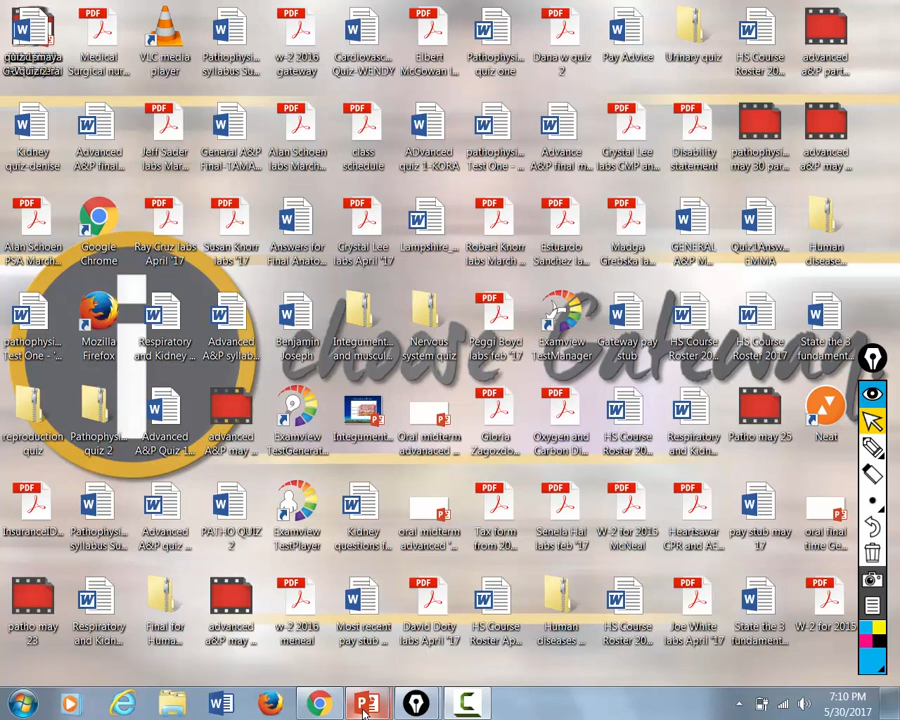 Medical Surgical nur...
VLC media player
Pathophysi... syllabus Su...
w-2 2016 gateway
Cardiovasc... Quiz-WENDY
Elbert McGowan l...
Pathophysi... quiz one
Dana w quiz 2
Pay Advice
Urinary quiz
HS Course Roster 20...
advanced a& part...
Kidney quiz-denise
Advanced A&P final...
Jeff Sader labs Mar...
General A&P Final-TAMA...
Alan Schoen labs March...
class schedule
ADvanced quiz 1-KORA
pathophysi... Test One - ...
Advance A&P final m...
Crystal Lee labs CMP an...
Disability statement
pathophysi... may 30 par...
advanced a&p may ...
Alan Schoen PSA March...
Google Chrome
Ray Cruz labs April '17
Susan Knorr labs '17
Answers for Final Anato...
Crystal Lee labs April '17
Lampshire_...
Robert Knorr labs March ...
Estuardo Sanchez la...
Madga Grebska la...
GENERAL A&P M...
Quiz1Answ... EMMA
Human disease...
pathophysi... Test One - '...
Mozilla Firefox
Respiratory and Kidney ...
Advanced A&P syllab...
Benjamin Joseph
Integument... and muscul...
Nervous system quiz
Peggi Boyd labs feb '17
Examview TestManager
Gateway pay stub
HS Course Roster 20...
HS Course Roster 2017
State the 3 fundament...
i choose Gateway
reproduction quiz
Pathophysi... quiz 2
Advanced A&P Quiz 1...
advanced a&p may ...
Examview TestGenerat...
Integument...
Oral midterm advanaced ...
Gloria Zagozdo...
Oxygen and Carbon Di...
HS Course Roster 20...
Respiratory and Kidn...
Patho may 25
Neat
InsuranceID...
Pathophysi... syllabus Su...
Advanced A&P quiz ...
PATHO QUIZ 2
Examview TestPlayer
Kidney questions f...
oral midterm advanced '...
Tax form from 20...
Senela Hal labs feb '17
W-2 for 2015 McNeal
Heartsaver CPR and AE...
pay stub may 17
oral final time Ge...
patho may 23
Respiratory and Kidn...
Final for Huma...
advanced a&p may ...
w-2 2016 mcneal
Most recent pay stub ...
David Doty labs April '17
HS Course Roster Ap...
Human diseases ...
HS Course Roster 20...
Joe White labs April '17
State the 3 fundament...
W-2 for 2015
7:10 PM
5/30/2017